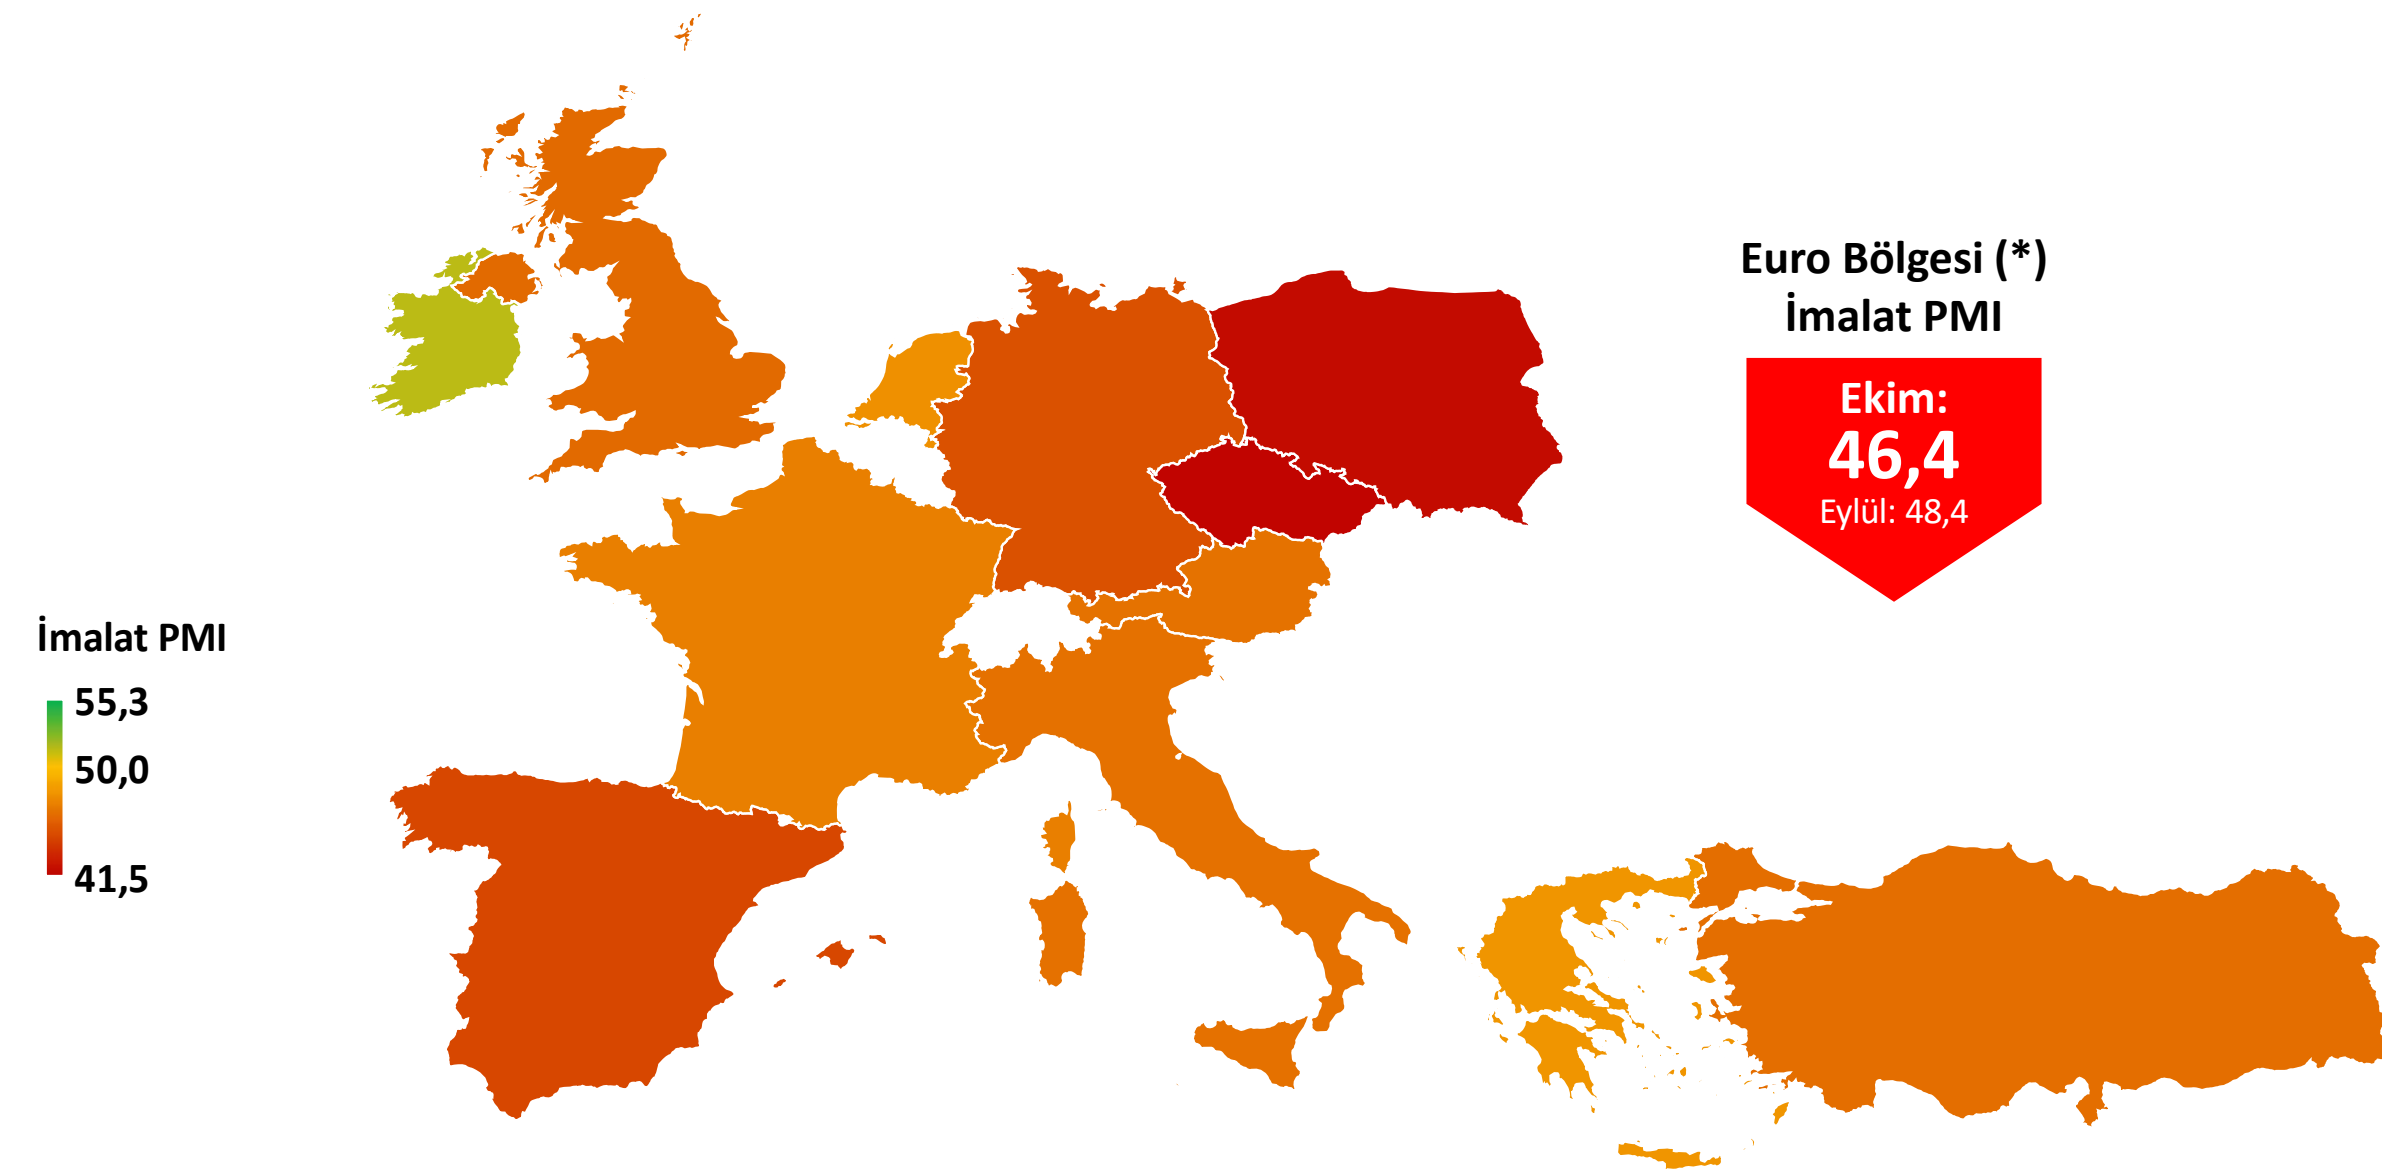 Euro Bölgesi (*)
İmalat PMI
Ekim:
46,4
Eylül: 48,4
İmalat PMI
55,3
50,0
41,5